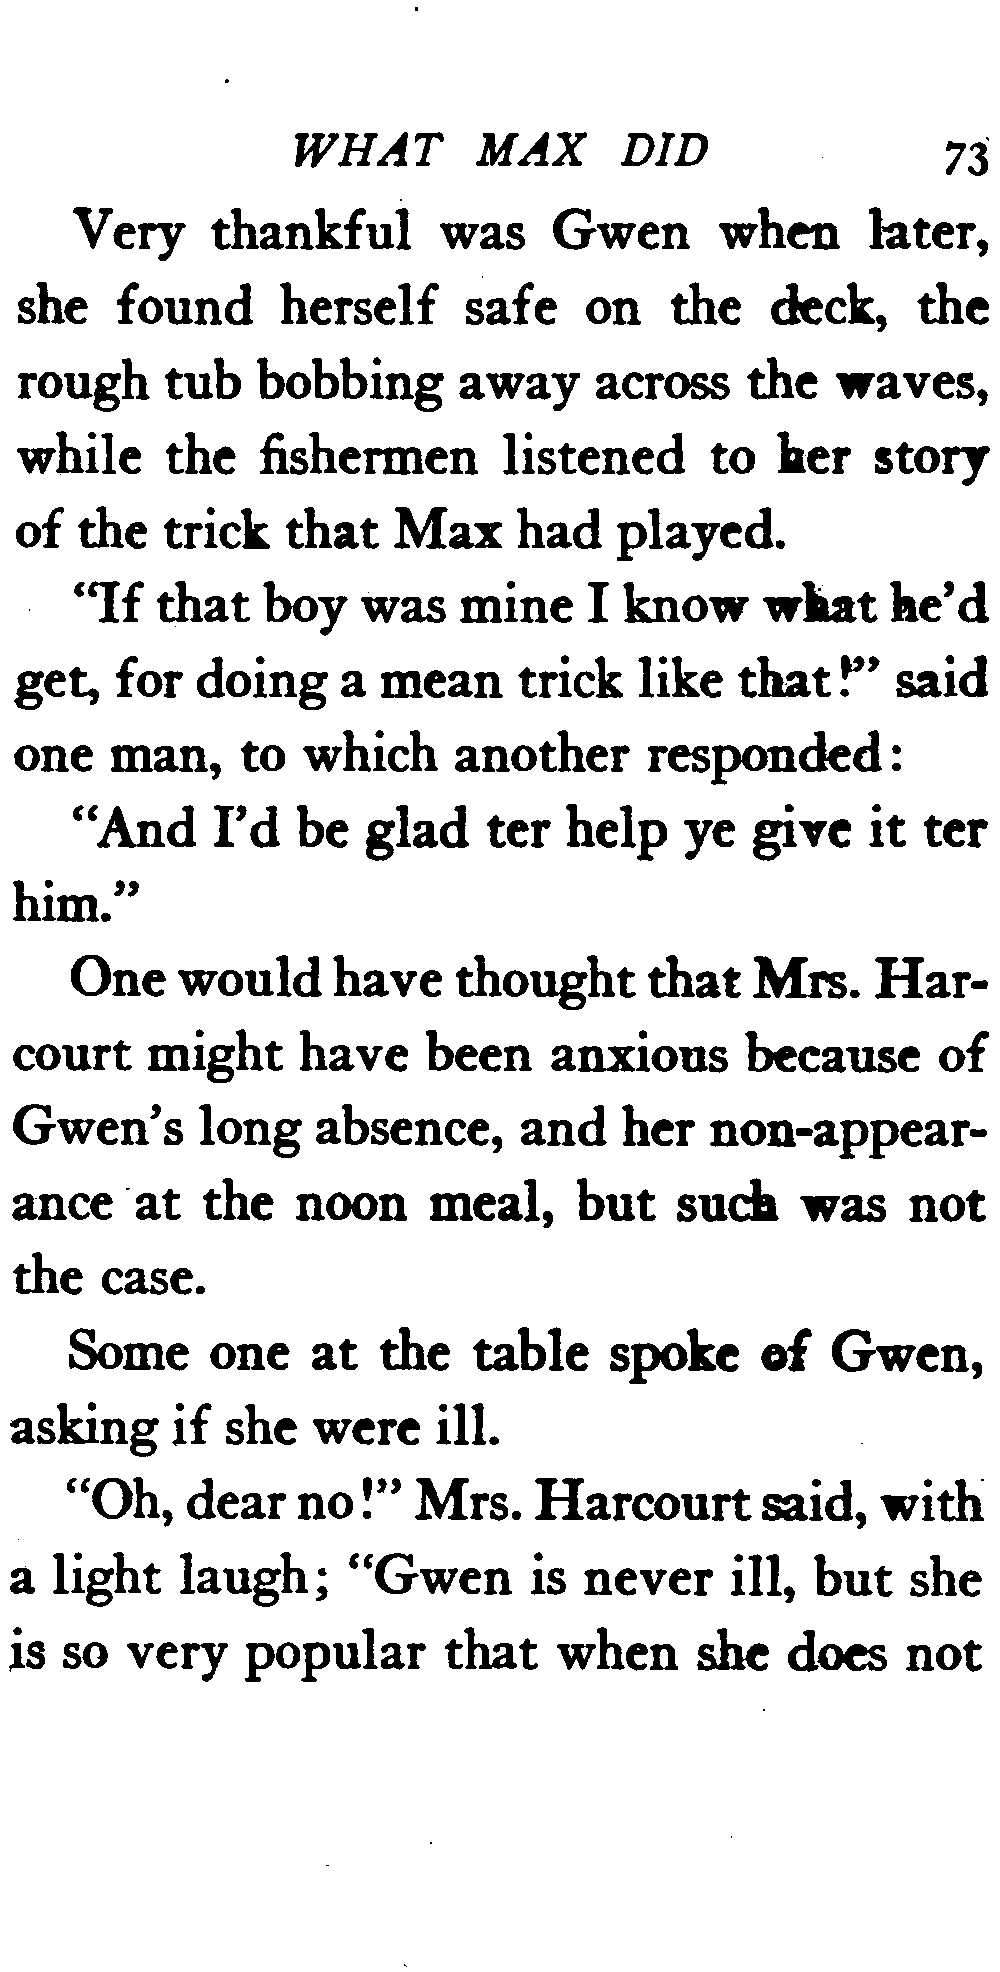 WHAT MAX DID 73
Very thankful was Gwen when later,
she found herself safe on the deck, the
rough tub bobbing away across the waves,
while the fishermen listened to her story
of the trick that Max had played.
“If that boy was mine I know what he’d
get, for doing a mean trick like that!” said
one man, to which another responded:
“And I’d be glad ter help ye give it ter
him.”
One would have thought that Mrs. Har-
court might have been anxious because of
Gwen’s long absence, and her non-appear-
ance at the noon meal, but such was not
the case.
Some one at the table spoke of Gwen,
asking if she were ill.
“Oh, dear no!” Mrs. Harcourt said, with
a light laugh; “Gwen is never ill, but she
is so very popular that when she does not